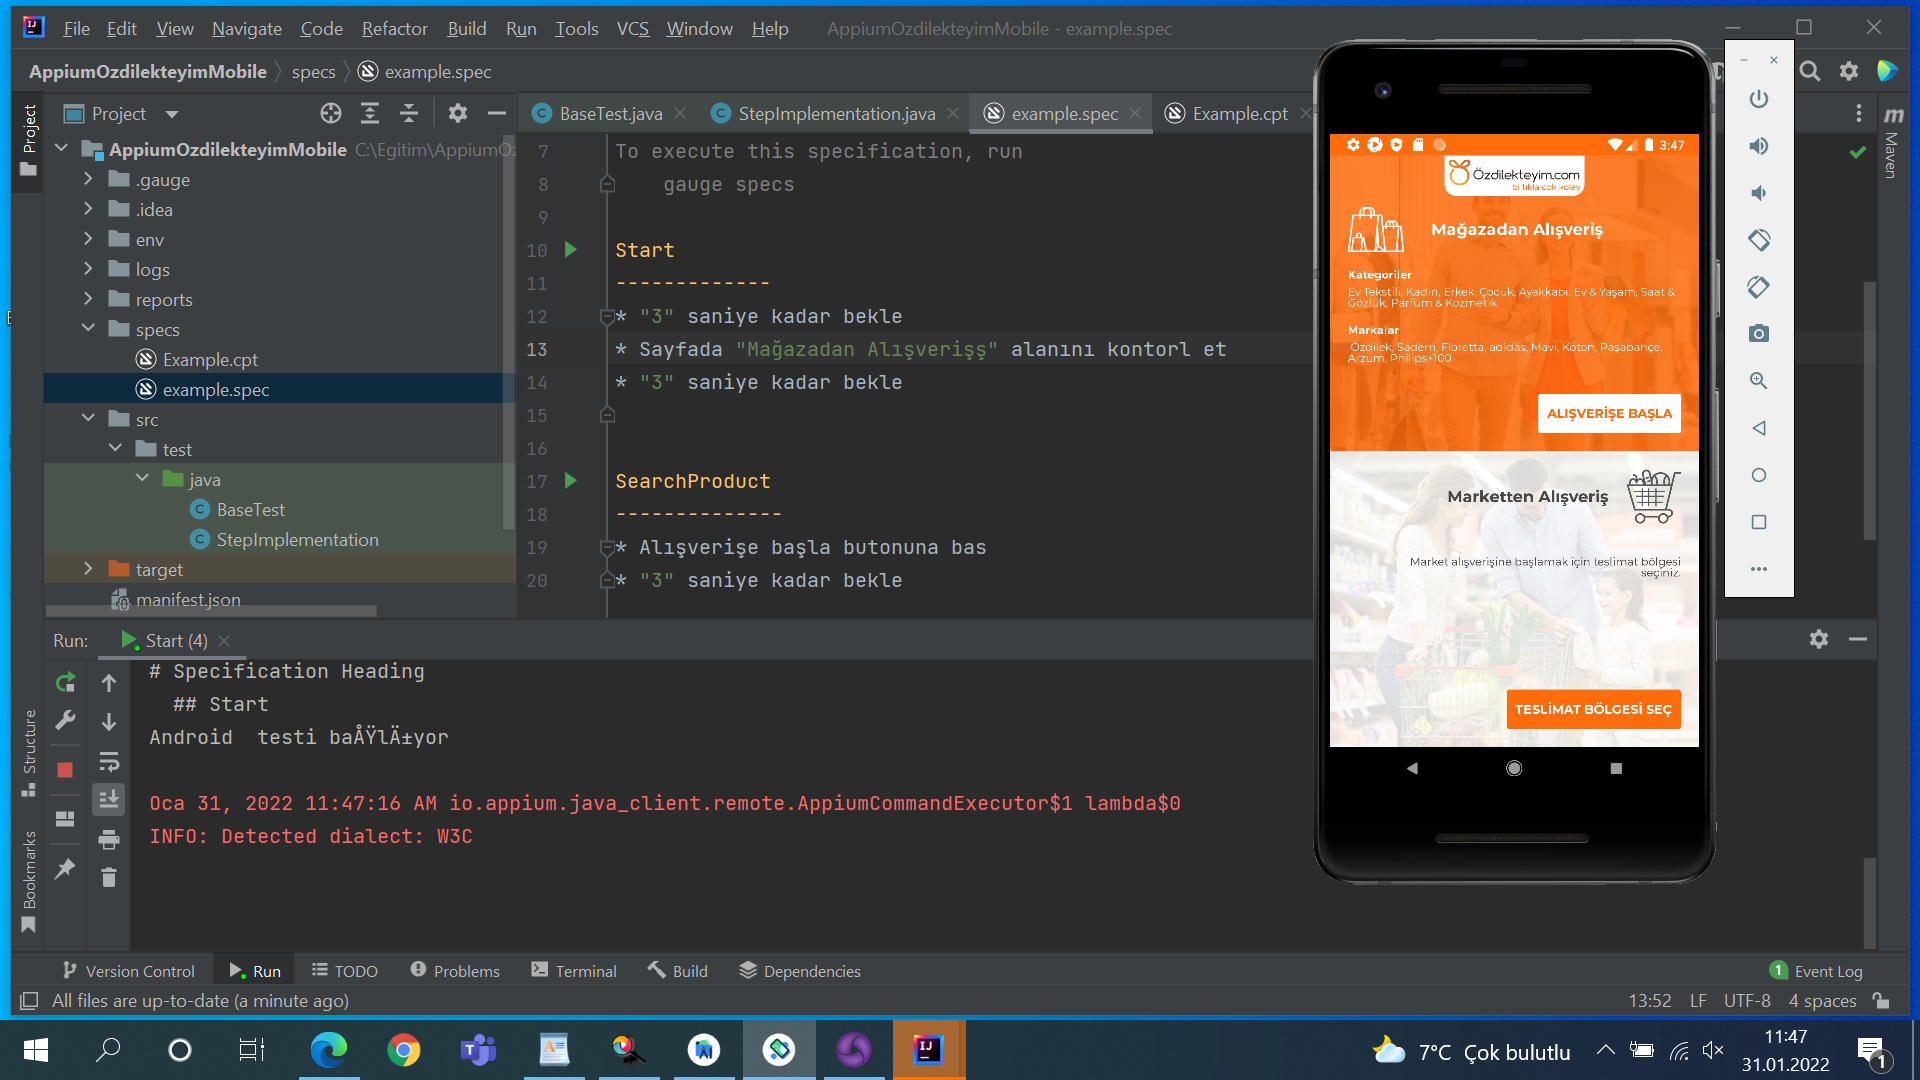 File Edit View Navigate Code Refactor Build Run Tools VCS Window Help AppiumOzdilekteyimMobile - example.spec
AppiumOzdilekteyimMobile specs example.spec
Project
BaseTest.java StepImplementation.java example.spec Example.cpt
AppiumOzdilekteyimMobile C:\Egitim\AppiumOz
.gauge
.idea
env
logs
reports
specs
Example.cpt
example.spec
src
test
java
BaseTest
StepImplementation
target
manifest.json
Project
Structure
Bookmarks
Maven
7 To execute this specification, run
8 gauge specs
9
10 Start
11 -------------
12 * "3" saniye kadar bekle
13 * Sayfada "Mağazadan Alışverişş" alanını kontorl et
14 * "3" saniye kadar bekle
15
16
17 SearchProduct
18 --------------
19 * Alışverişe başla butonuna bas
20 * "3" saniye kadar bekle
3:47
Özdilekteyim.com
bi tıkla çok kolay
Mağazadan Alışveriş
Kategoriler
Ev Tekstili, Kadın, Erkek, Çocuk, Ayakkabı, Ev & Yaşam, Saat &
Gözlük, Parfüm & Kozmetik
Markalar
Özdilek, Sadem, Floretta, adidas, Mavi, Koton, Paşabahçe,
Arzum, Philips+100
ALIŞVERİŞE BAŞLA
Marketten Alışveriş
Market alışverişine başlamak için teslimat bölgesi
seçiniz.
TESLİMAT BÖLGESİ SEÇ
Run: Start (4)
# Specification Heading
## Start
Android  testi baÅŸlÄ±yor
Oca 31, 2022 11:47:16 AM io.appium.java_client.remote.AppiumCommandExecutor$1 lambda$0
INFO: Detected dialect: W3C
Version Control Run TODO Problems Terminal Build Dependencies 1 Event Log
All files are up-to-date (a minute ago) 13:52 LF UTF-8 4 spaces
7°C Çok bulutlu
11:47
31.01.2022
1